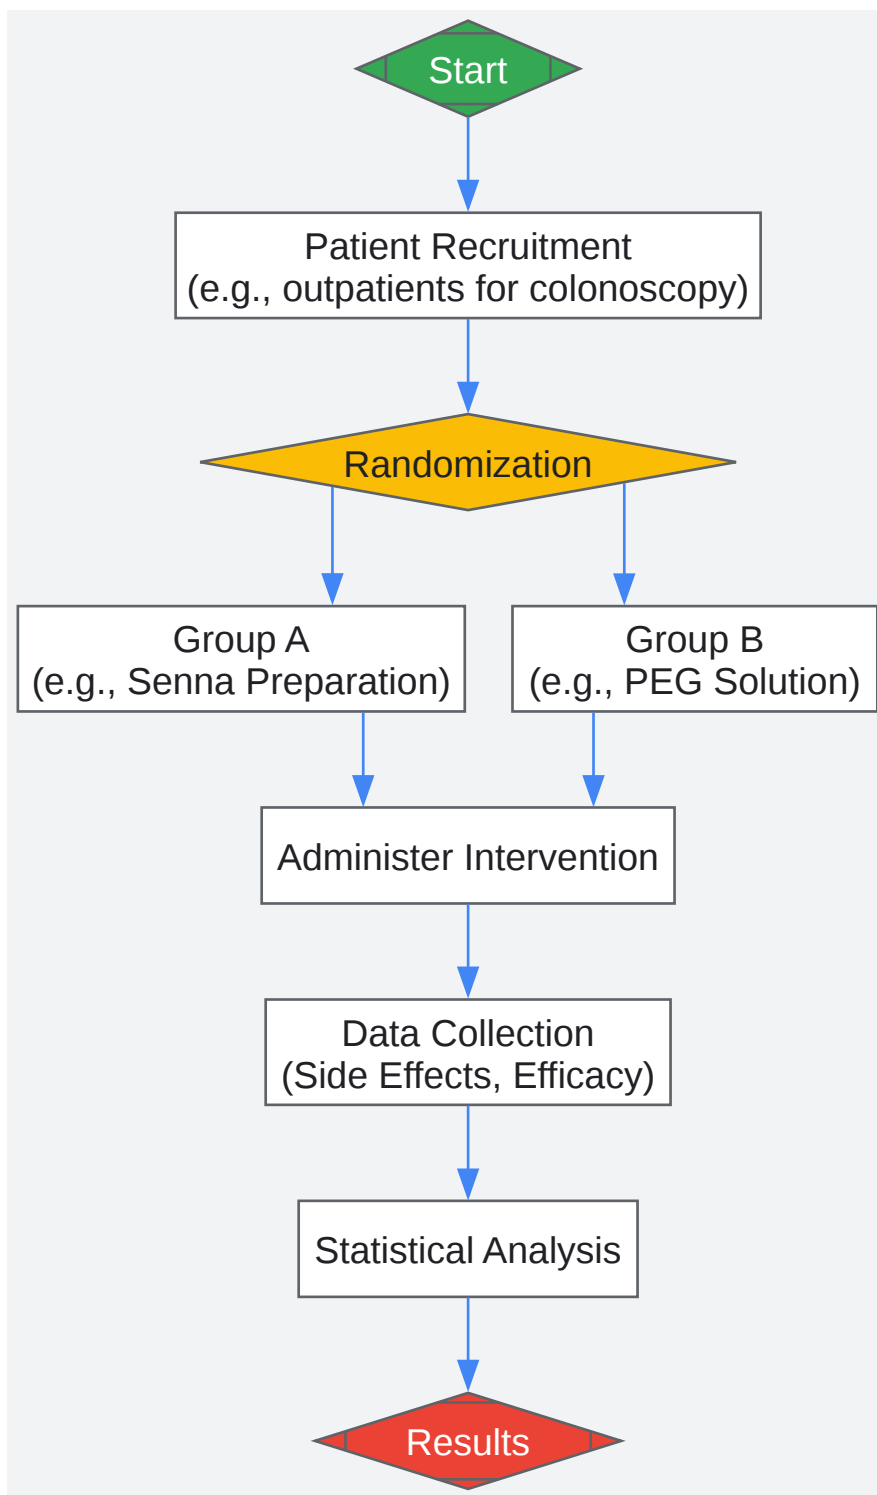 Start
Patient Recruitment
(e.g., outpatients for colonoscopy)
Randomization
Group A
(e.g., Senna Preparation)
Group B
(e.g., PEG Solution)
Administer Intervention
Data Collection
(Side Effects, Efficacy)
Statistical Analysis
Results